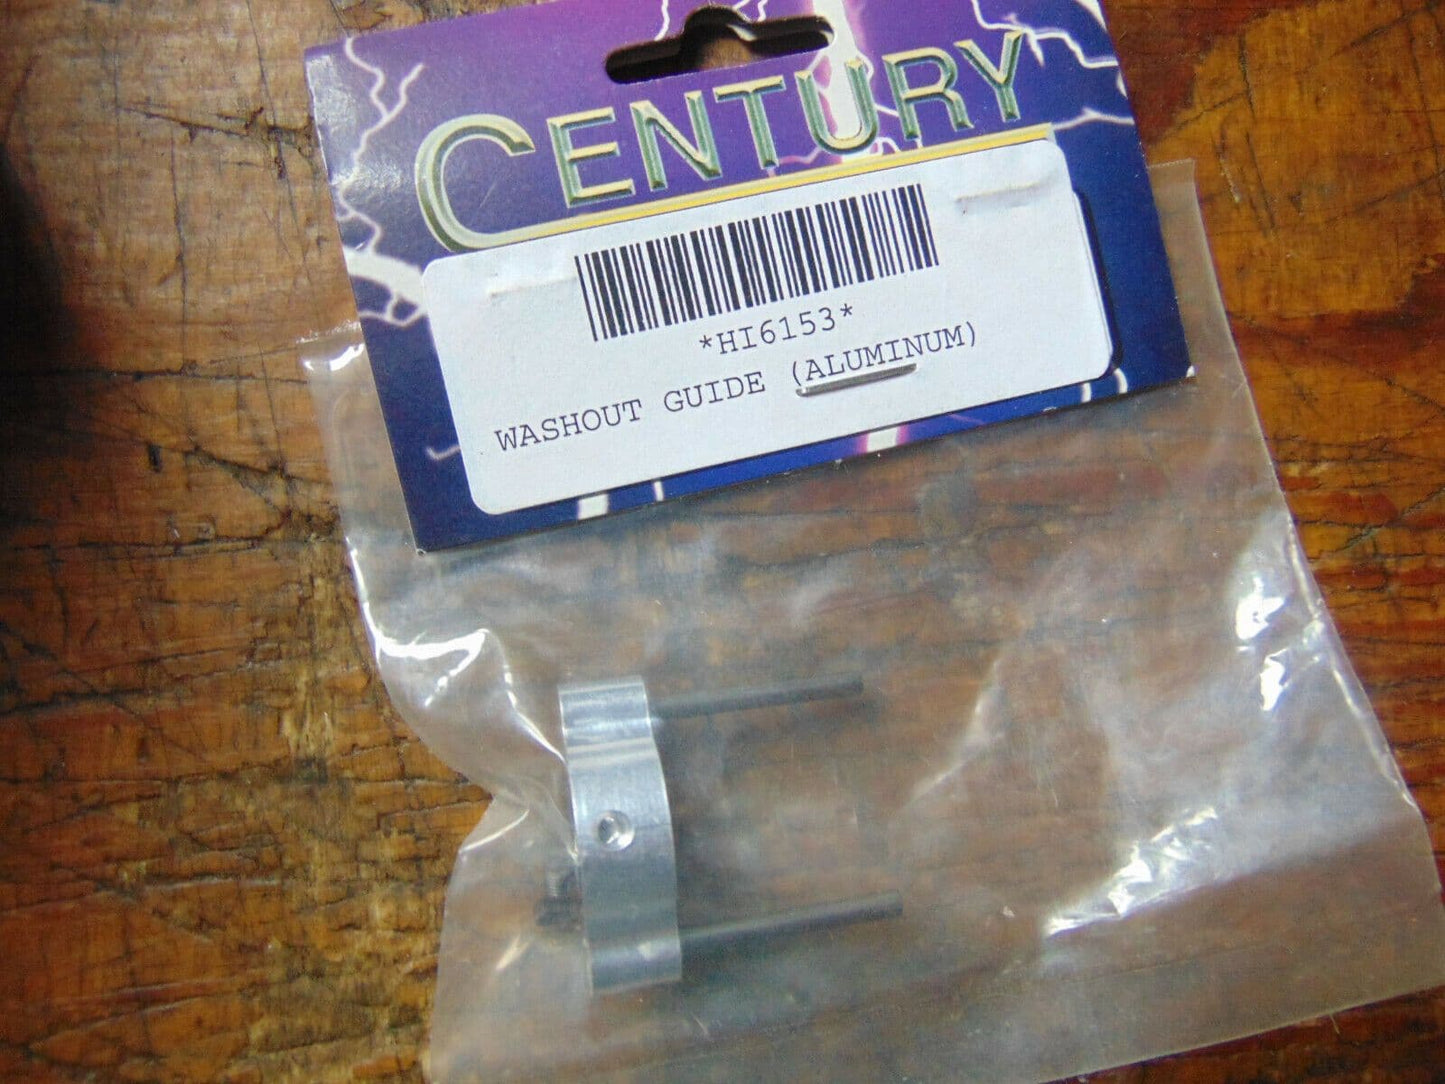 CENTURY
*HI6153*
WASHOUT GUIDE (ALUMINUM)